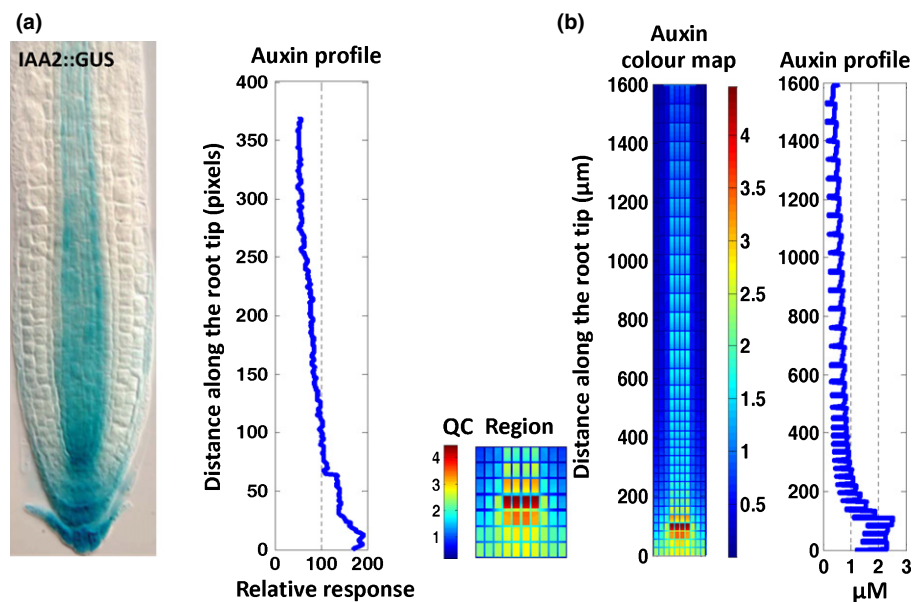 (a)
IAA2::GUS
Auxin profile
Distance along the root tip (pixels)
400
350
300
250
200
150
100
50
0
0 100 200
Relative response
QC Region
4
3
2
1
(b)
Auxin
colour map
Distance along the root tip (µm)
1600
1400
1200
1000
800
600
400
200
0
4
3.5
3
2.5
2
1.5
1
0.5
Auxin profile
1600
1400
1200
1000
800
600
400
200
0
0 1 2 3
µM